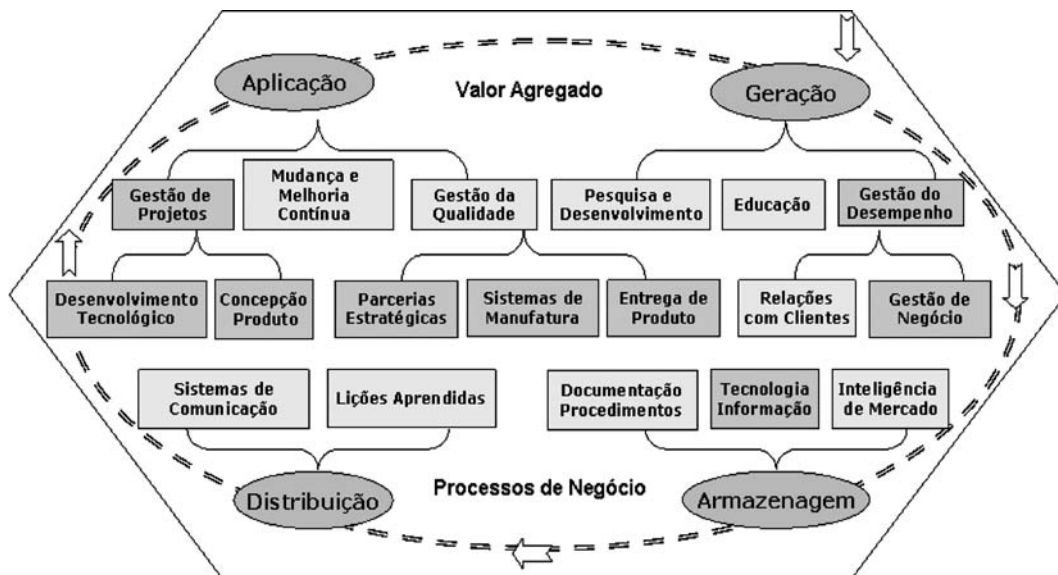 Aplicação
Valor Agregado
Geração
Gestão de
Projetos
Mudança e
Melhoria
Contínua
Gestão da
Qualidade
Pesquisa e
Desenvolvimento
Educação
Gestão do
Desempenho
Desenvolvimento
Tecnológico
Concepção
Produto
Parcerias
Estratégicas
Sistemas de
Manufatura
Entrega de
Produto
Relações
com Clientes
Gestão de
Negócio
Sistemas de
Comunicação
Lições Aprendidas
Documentação
Procedimentos
Tecnologia
Informação
Inteligência
de Mercado
Distribuição
Processos de Negócio
Armazenagem